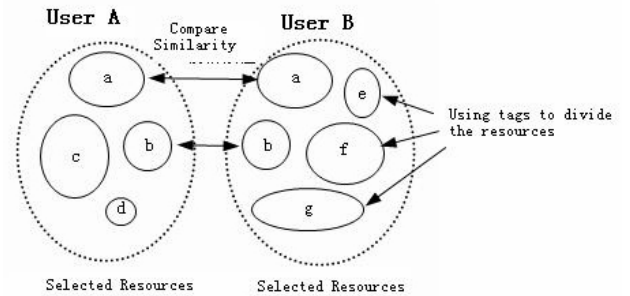 User A
Compare
Similarity
User B
a
a
e
c
b
b
f
d
g
Using tags to divide
the resources
Selected Resources
Selected Resources